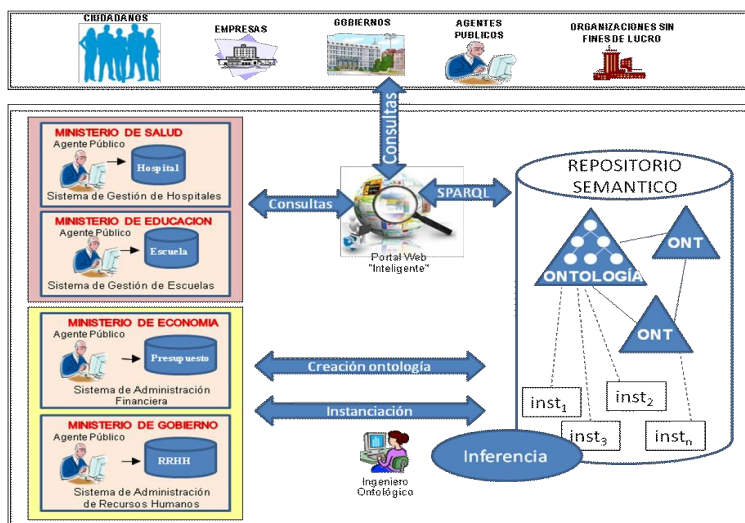 CIUDADANOS
EMPRESAS
GOBIERNOS
AGENTES
PUBLICOS
ORGANIZACIONES SIN
FINES DE LUCRO
Consultas
MINISTERIO DE SALUD
Agente Público
Hospital
Sistema de Gestión de Hospitales
MINISTERIO DE EDUCACION
Agente Público
Escuela
Sistema de Gestión de Escuelas
Consultas
SPARQL
Portal Web
"Inteligente"
REPOSITORIO
SEMANTICO
ONTOLOGÍA
ONT
ONT
inst1
inst2
inst3
instn
MINISTERIO DE ECONOMIA
Agente Público
Presupuesto
Sistema de Administración
Financiera
MINISTERIO DE GOBIERNO
Agente Público
RRHH
Sistema de Administración
de Recursos Humanos
Creación ontología
Instanciación
Ingeniero
Ontológico
Inferencia